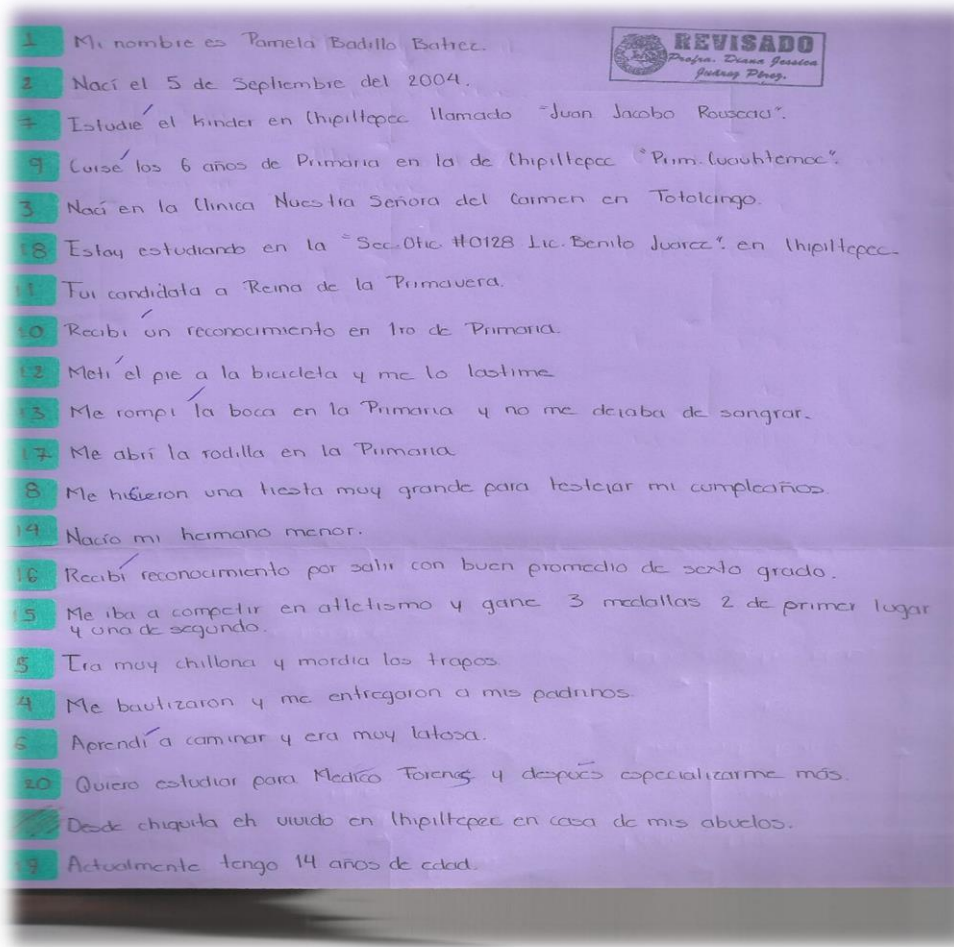 1 Mi nombre es Pamela Badillo Batrez.
REVISADO
Profra. Diana Jessica
Juárez Pérez.
2 Nací el 5 de Septiembre del 2004.
7 Estudié el kinder en Chipiltepec llamado "Juan Jacobo Rousseau".
9 Cursé los 6 años de Primaria en la de Chipiltepec "Prim. Cuauhtemoc".
3 Nací en la Clinica Nuestra Señora del Carmen en Totolcingo.
18 Estoy estudiando en la "Sec. Ofic. #0128 Lic. Benito Juarez". en Chipiltepec.
11 Fui candidata a Reina de la Primavera.
10 Recibí un reconocimiento en 1ro de Primaria.
12 Metí el pie a la bicicleta y me lo lastime
13 Me rompí la boca en la Primaria y no me dejaba de sangrar.
17 Me abrí la rodilla en la Primaria
8 Me hicieron una fiesta muy grande para festejar mi cumpleaños.
14 Nacío mi hermano menor.
16 Recibí reconocimiento por salir con buen promedio de sexto grado.
15 Me iba a competir en atletismo y gane 3 medallas 2 de primer lugar
y una de segundo.
5 Era muy chillona y mordia los trapos.
4 Me bautizaron y me entregaron a mis padrinos.
6 Aprendí a caminar y era muy latosa.
20 Quiero estudiar para Medico Forense y después especializarme más.
Desde chiquita eh vivido en Chipiltepec en casa de mis abuelos.
19 Actualmente tengo 14 años de edad.